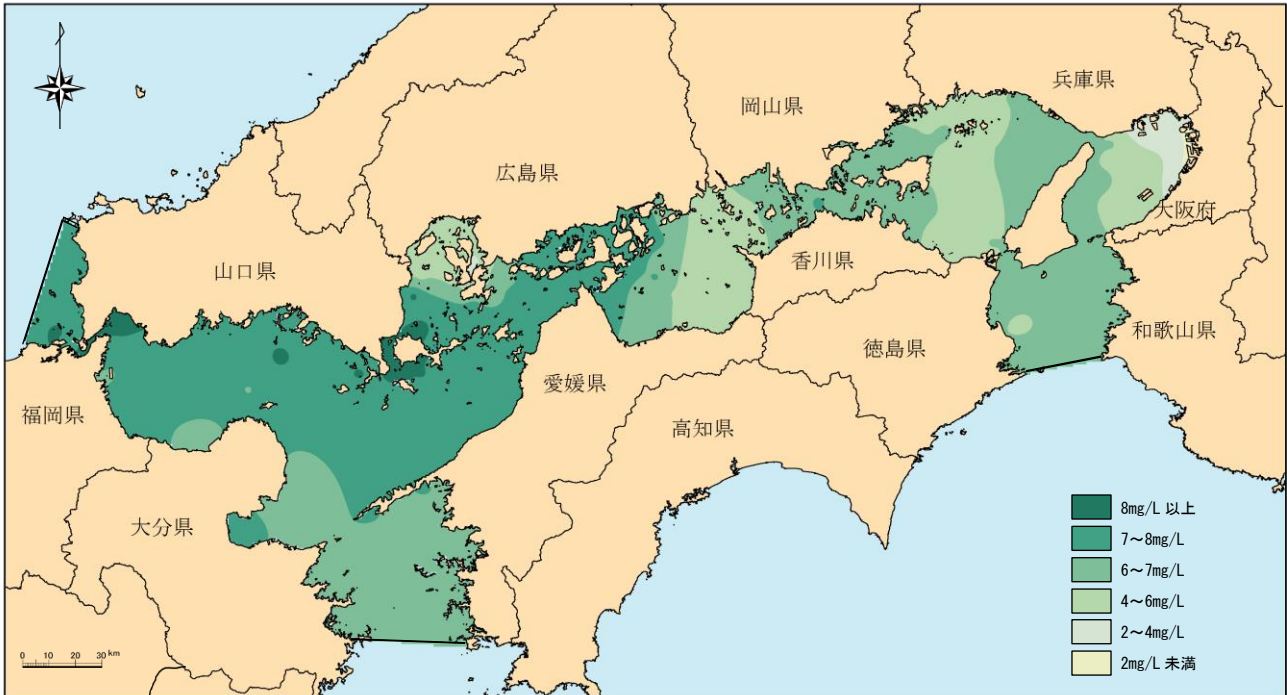 兵庫県
岡山県
広島県
大阪府
山口県
香川県
和歌山県
徳島県
愛媛県
福岡県
高知県
大分県
8mg/L 以上
7~8mg/L
6~7mg/L
4~6mg/L
2~4mg/L
2mg/L 未満
0 10 20 30 km